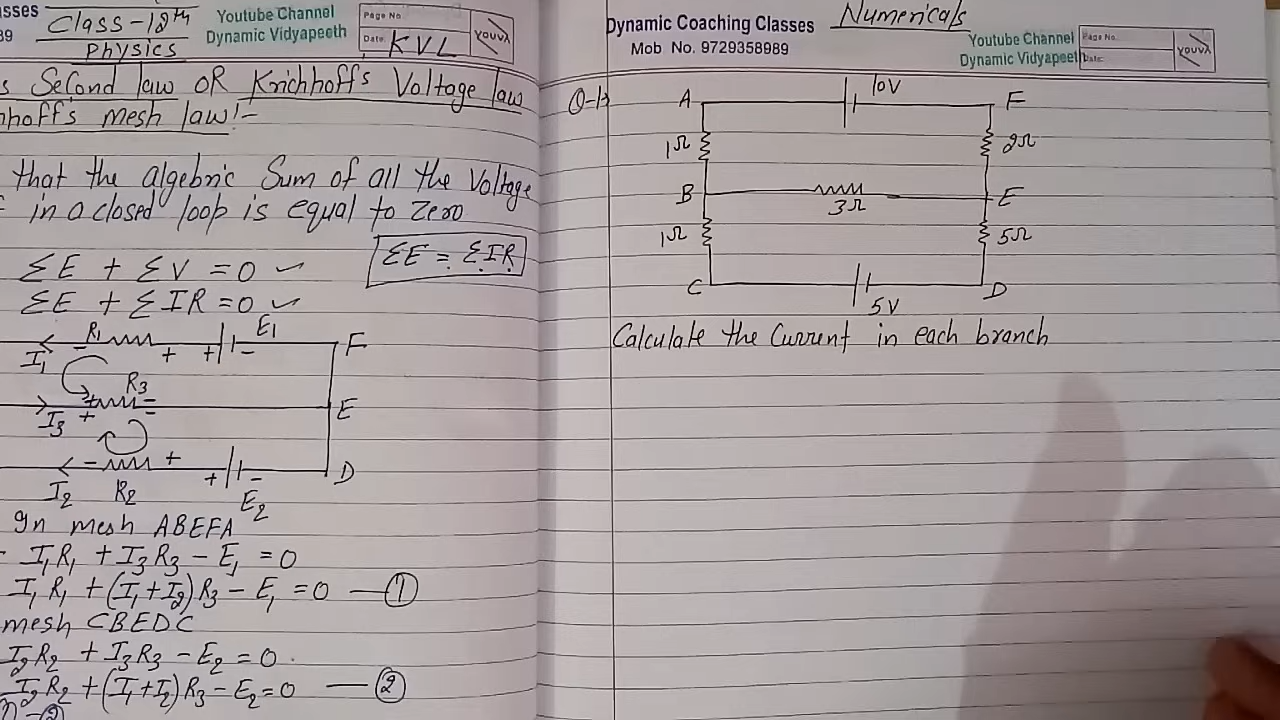 sses
89
Class-12th
Physics
Youtube Channel
Dynamic Vidyapeeth
Page No.
Date.
KVL
youva
s Second law OR Krichhoff's Voltage law
hhoff's mesh law:-
that the algebric Sum of all the Voltage
in a closed loop is equal to zero
ΣE + ΣV = 0
ΣE = ΣIR
ΣE + ΣIR = 0
R1 + + - E1 F
I1
R3
+ - E
I3 +
- + + - D
I2 R2 E2
In mesh ABEFA
- I1R1 + I3R3 - E1 = 0
I1R1 + (I1+I2)R3 - E1 = 0 — ①
mesh CBEDC
I2R2 + I3R3 - E2 = 0
I2R2 + (I1+I2)R3 - E2 = 0 — ②
Dynamic Coaching Classes
Mob No. 9729358989
Numericals
Youtube Channel
Dynamic Vidyapeeth
Page No.
Date:
youva
Q-1
A 10V F
1Ω 2Ω
B 3Ω E
1Ω 5Ω
C 5V D
Calculate the Current in each branch